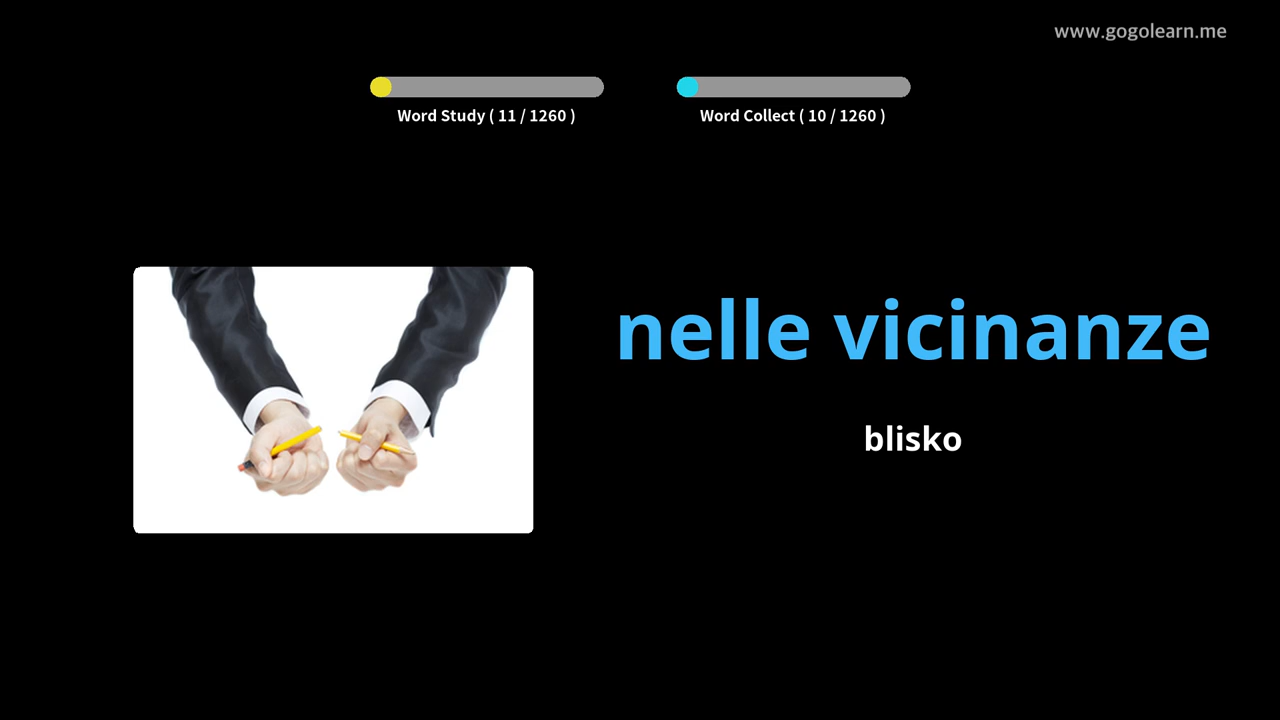 www.gogolearn.me
Word Study ( 11 / 1260 )
Word Collect ( 10 / 1260 )
nelle vicinanze
blisko